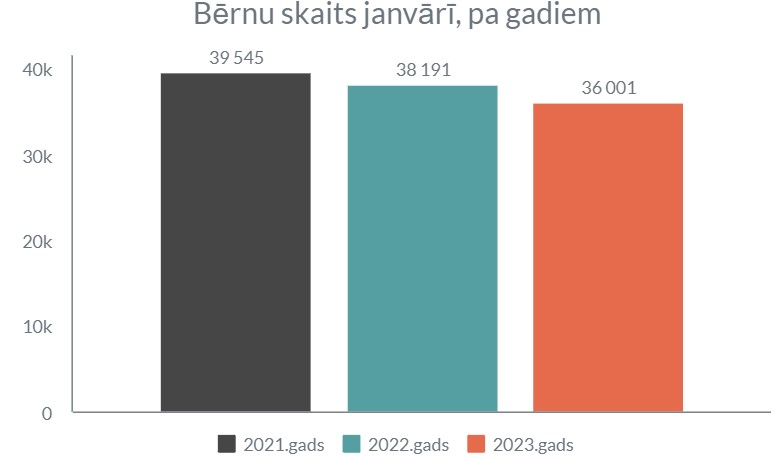 Bērnu skaits janvārī, pa gadiem
39 545
38 191
36 001
40k
30k
20k
10k
0
2021.gads 2022.gads 2023.gads